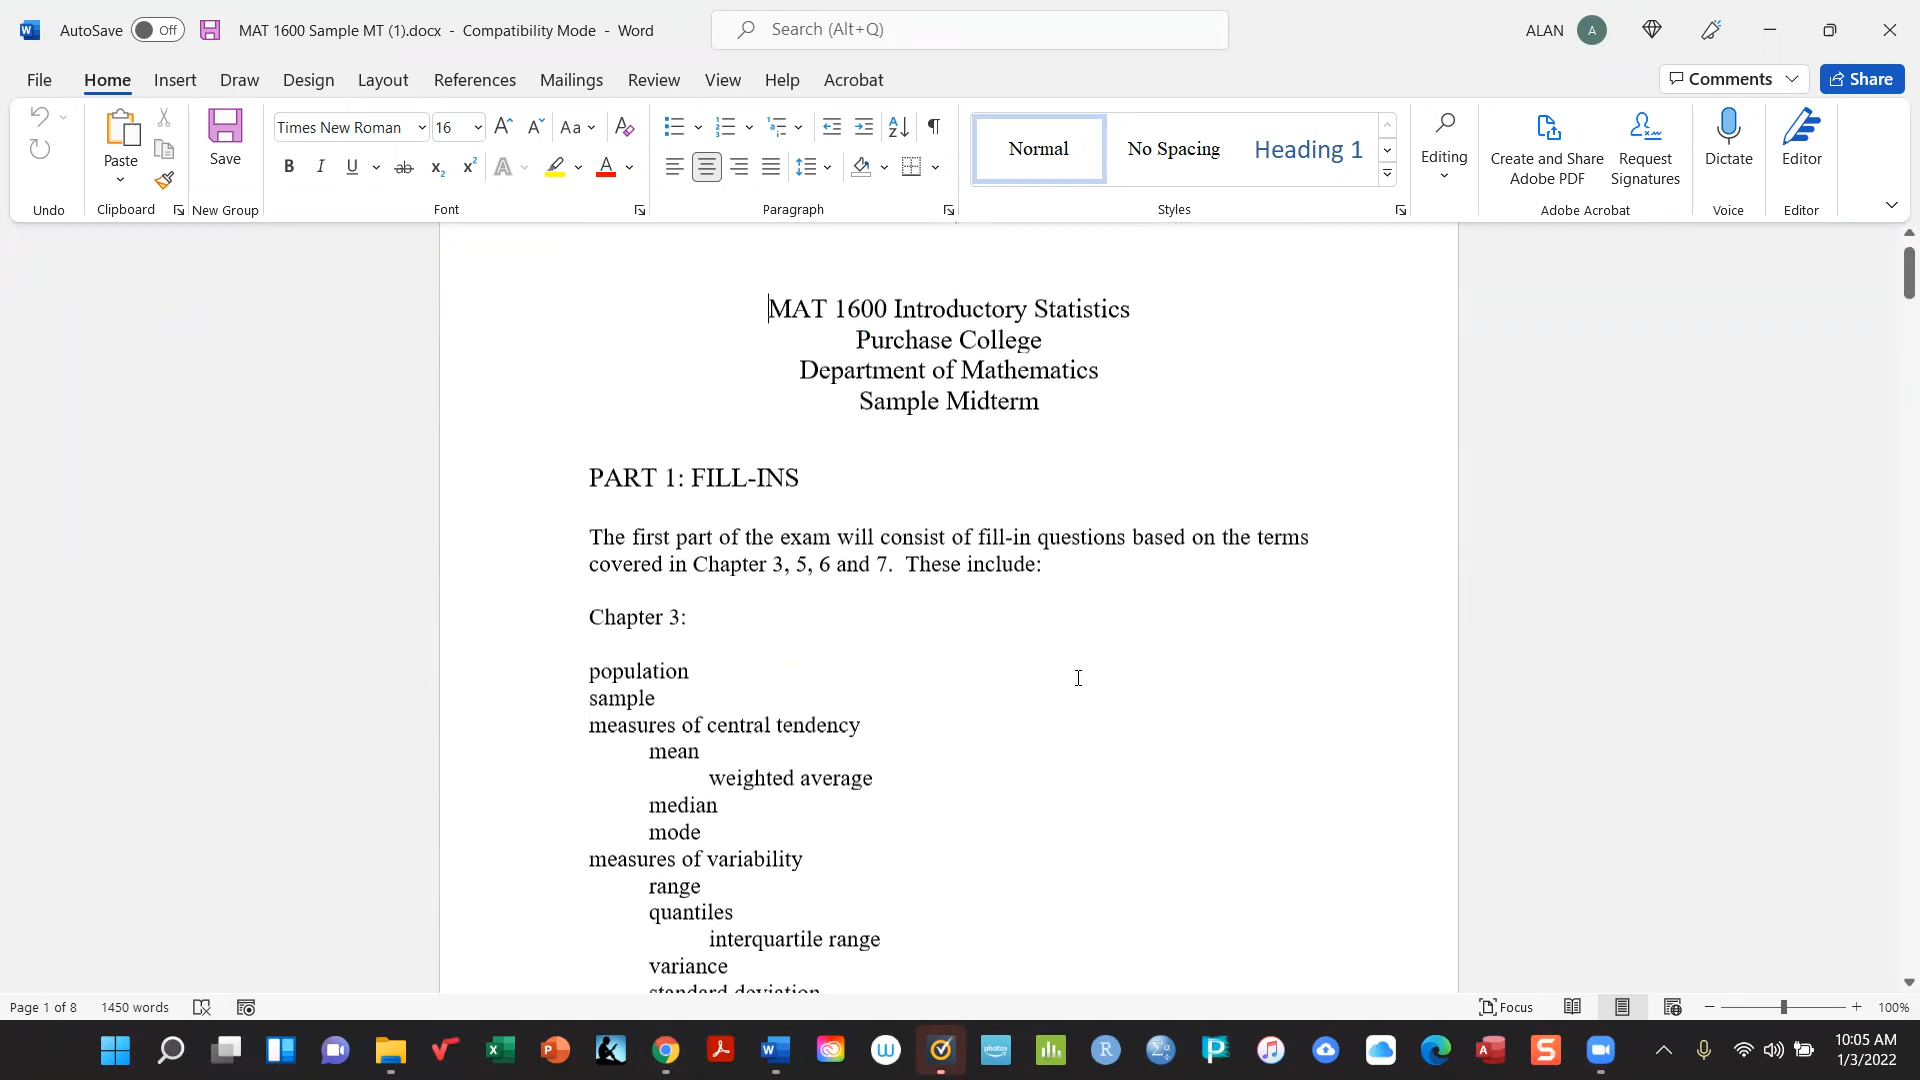 AutoSave Off MAT 1600 Sample MT (1).docx - Compatibility Mode - Word Search (Alt+Q) ALAN A
File Home Insert Draw Design Layout References Mailings Review View Help Acrobat Comments Share
Times New Roman 16 Aa
Paste Save Normal No Spacing Heading 1 Editing Create and Share Adobe PDF Request Signatures Dictate Editor
Undo Clipboard New Group Font Paragraph Styles Adobe Acrobat Voice Editor
MAT 1600 Introductory Statistics
Purchase College
Department of Mathematics
Sample Midterm
PART 1: FILL-INS
The first part of the exam will consist of fill-in questions based on the terms
covered in Chapter 3, 5, 6 and 7. These include:
Chapter 3:
population
sample
measures of central tendency
mean
weighted average
median
mode
measures of variability
range
quantiles
interquartile range
variance
standard deviation
Page 1 of 8 1450 words Focus 100%
10:05 AM
1/3/2022